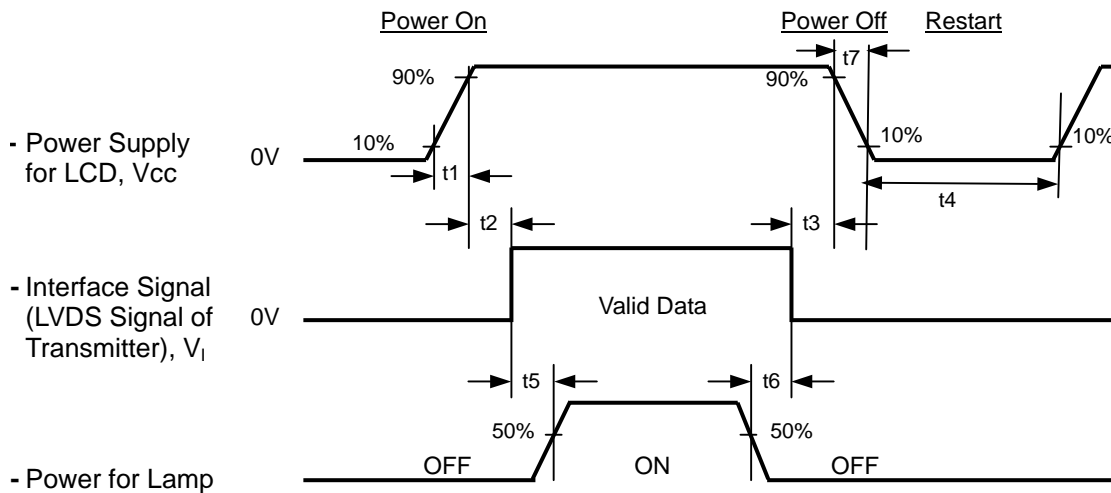 Power On
Power Off
Restart
90%
90%
t7
- Power Supply
for LCD, Vcc
0V
10%
10%
10%
t1
t4
t2
t3
- Interface Signal
(LVDS Signal of
Transmitter), VI
0V
Valid Data
t5
t6
50%
50%
- Power for Lamp
OFF
ON
OFF